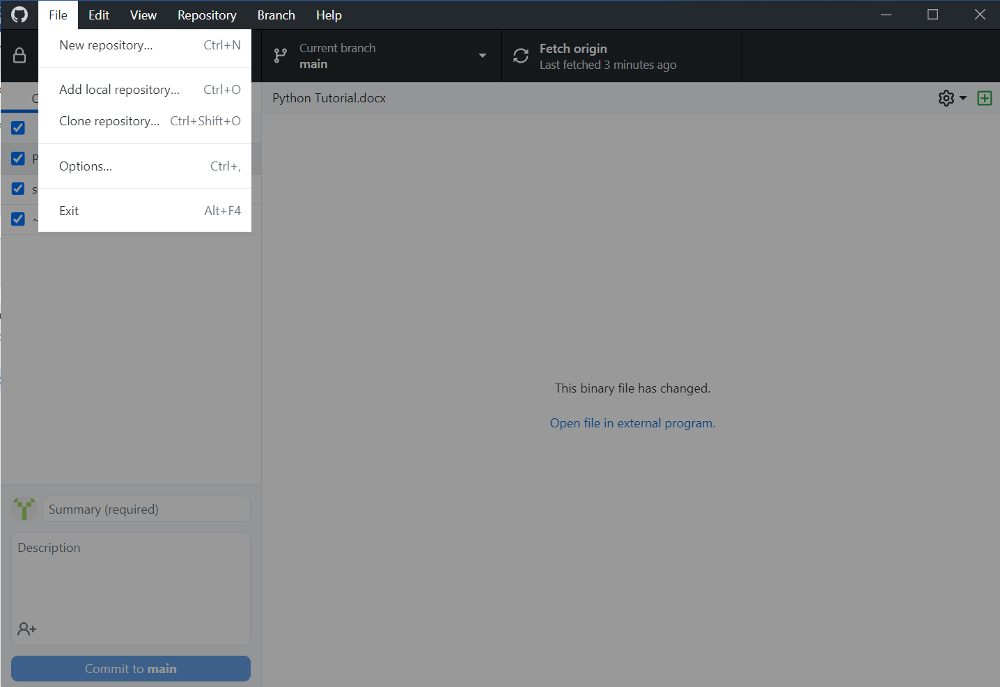 File Edit View Repository Branch Help
New repository... Ctrl+N
Add local repository... Ctrl+O
Clone repository... Ctrl+Shift+O
Options... Ctrl+,
Exit Alt+F4
Current branch
main
Fetch origin
Last fetched 3 minutes ago
Python Tutorial.docx
This binary file has changed.
Open file in external program.
Summary (required)
Description
Commit to main